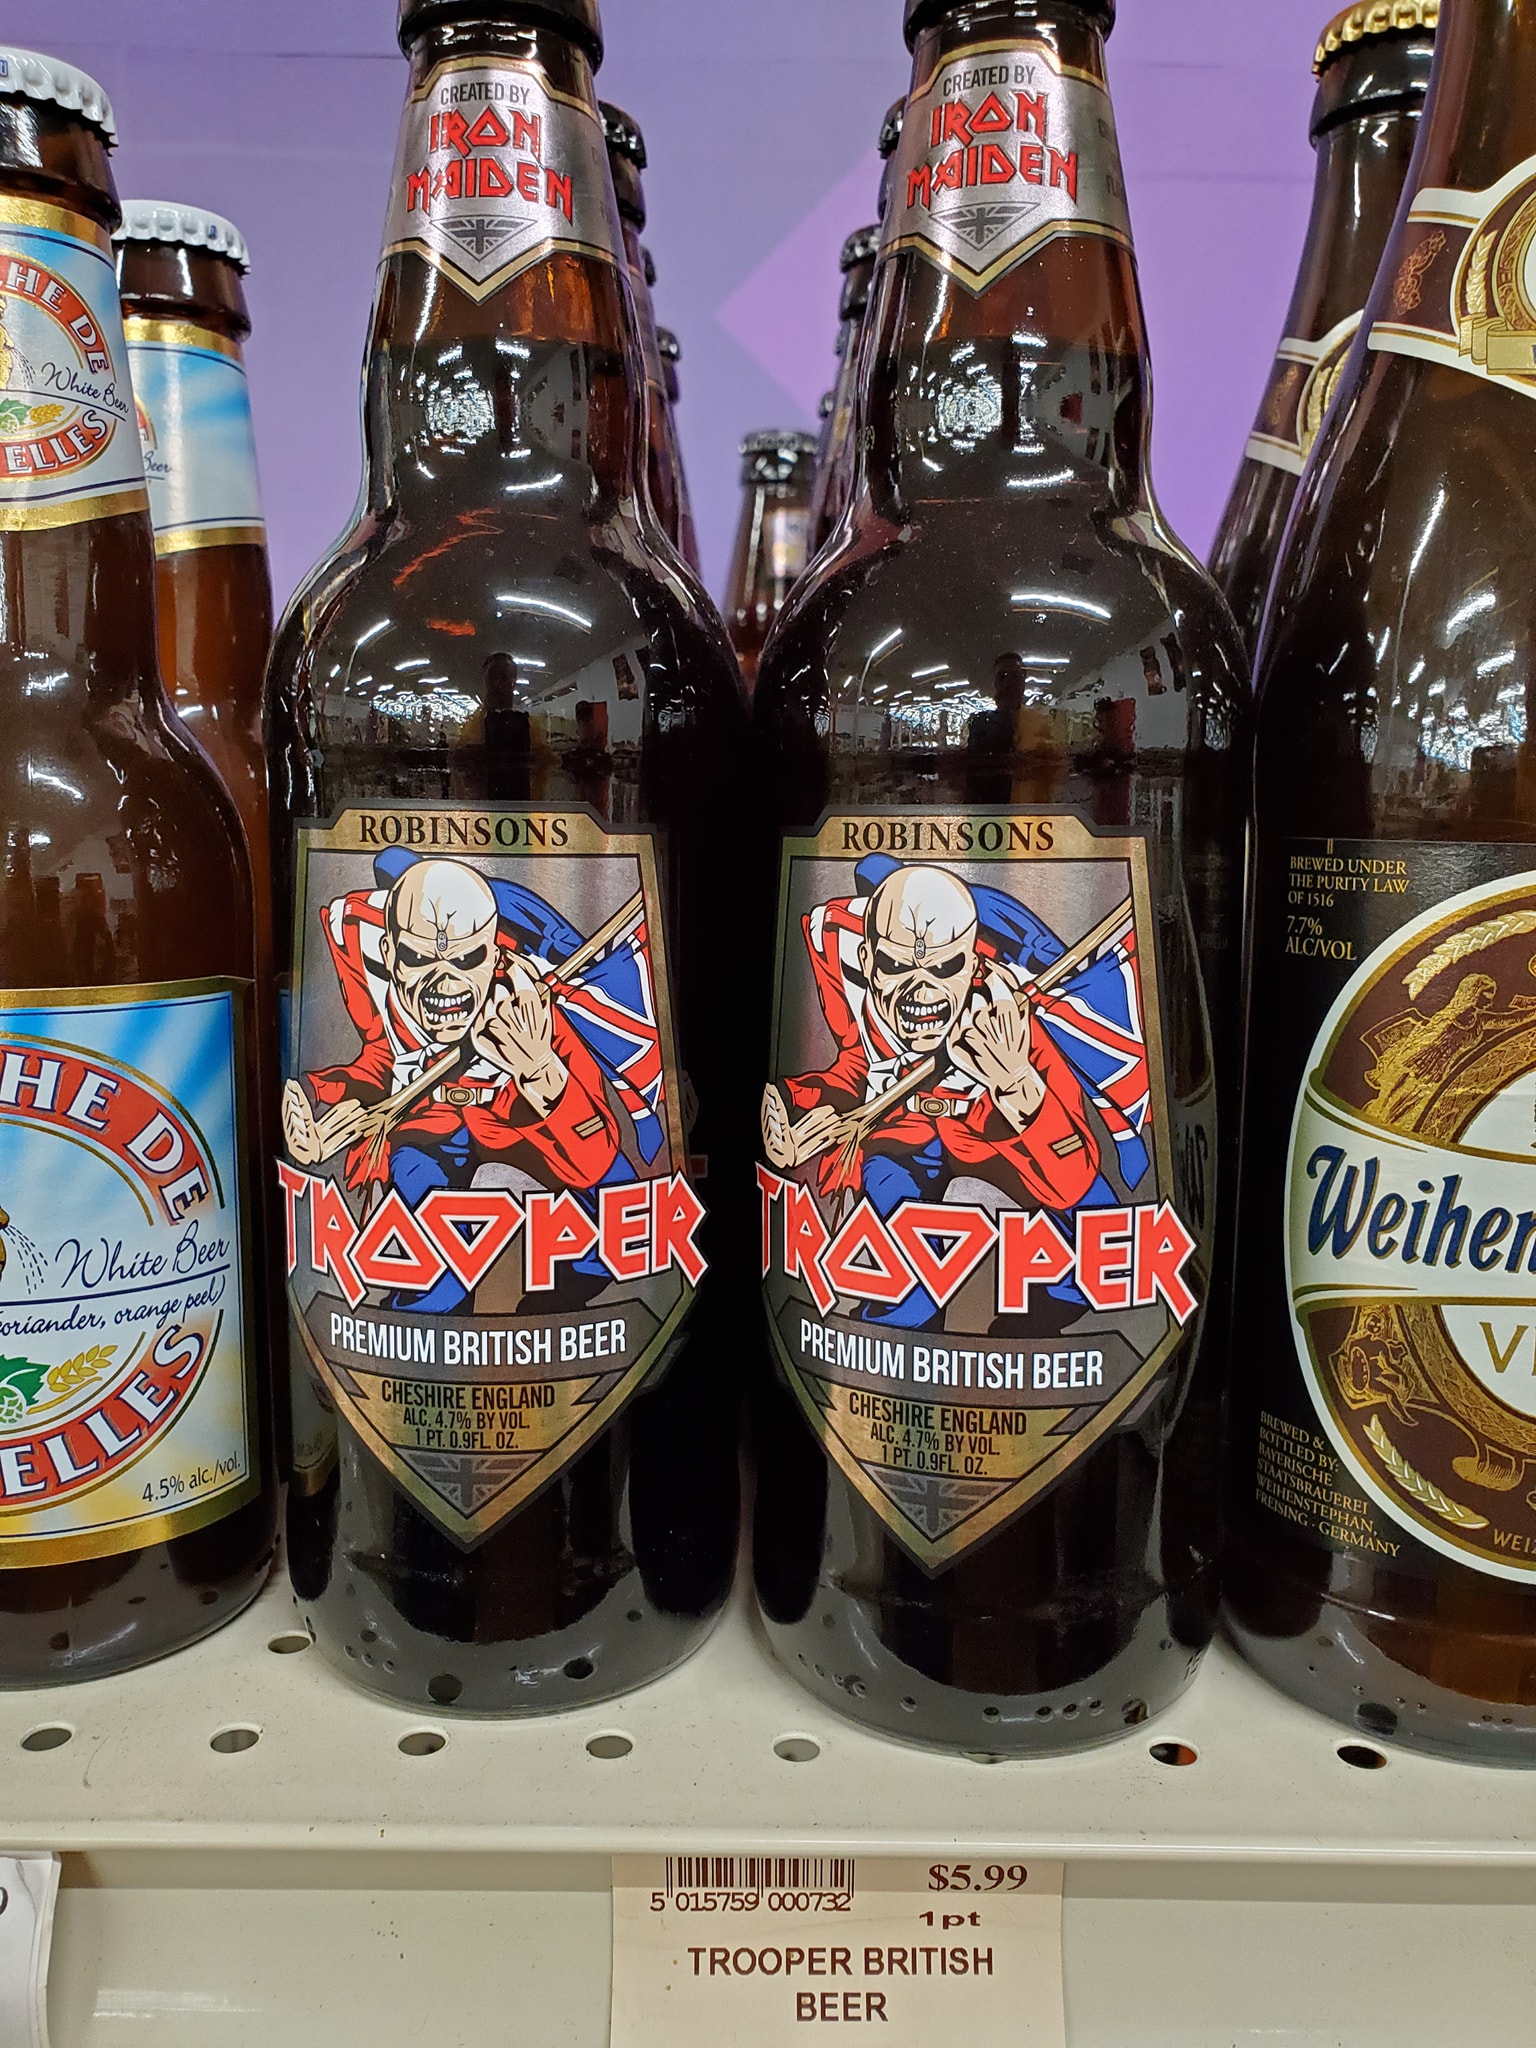 HE DE
White Beer
ELLES
Beer
CREATED BY
IRON
MAIDEN
CREATED BY
IRON
MAIDEN
HE DE
White Beer
coriander, orange peel)
ELLES
4.5% alc./vol.
ROBINSONS
TROOPER
PREMIUM BRITISH BEER
CHESHIRE ENGLAND
ALC. 4.7% BY VOL.
1 PT. 0.9FL. OZ.
ROBINSONS
TROOPER
PREMIUM BRITISH BEER
CHESHIRE ENGLAND
ALC. 4.7% BY VOL.
1 PT. 0.9FL. OZ.
BREWED UNDER
THE PURITY LAW
OF 1516
7.7%
ALC/VOL
Weihen
VI
BREWED &
BOTTLED BY:
BAYERISCHE
STAATSBRAUEREI
WEIHENSTEPHAN,
FREISING · GERMANY
WEIZ
5 015759 000732
$5.99
1pt
TROOPER BRITISH
BEER